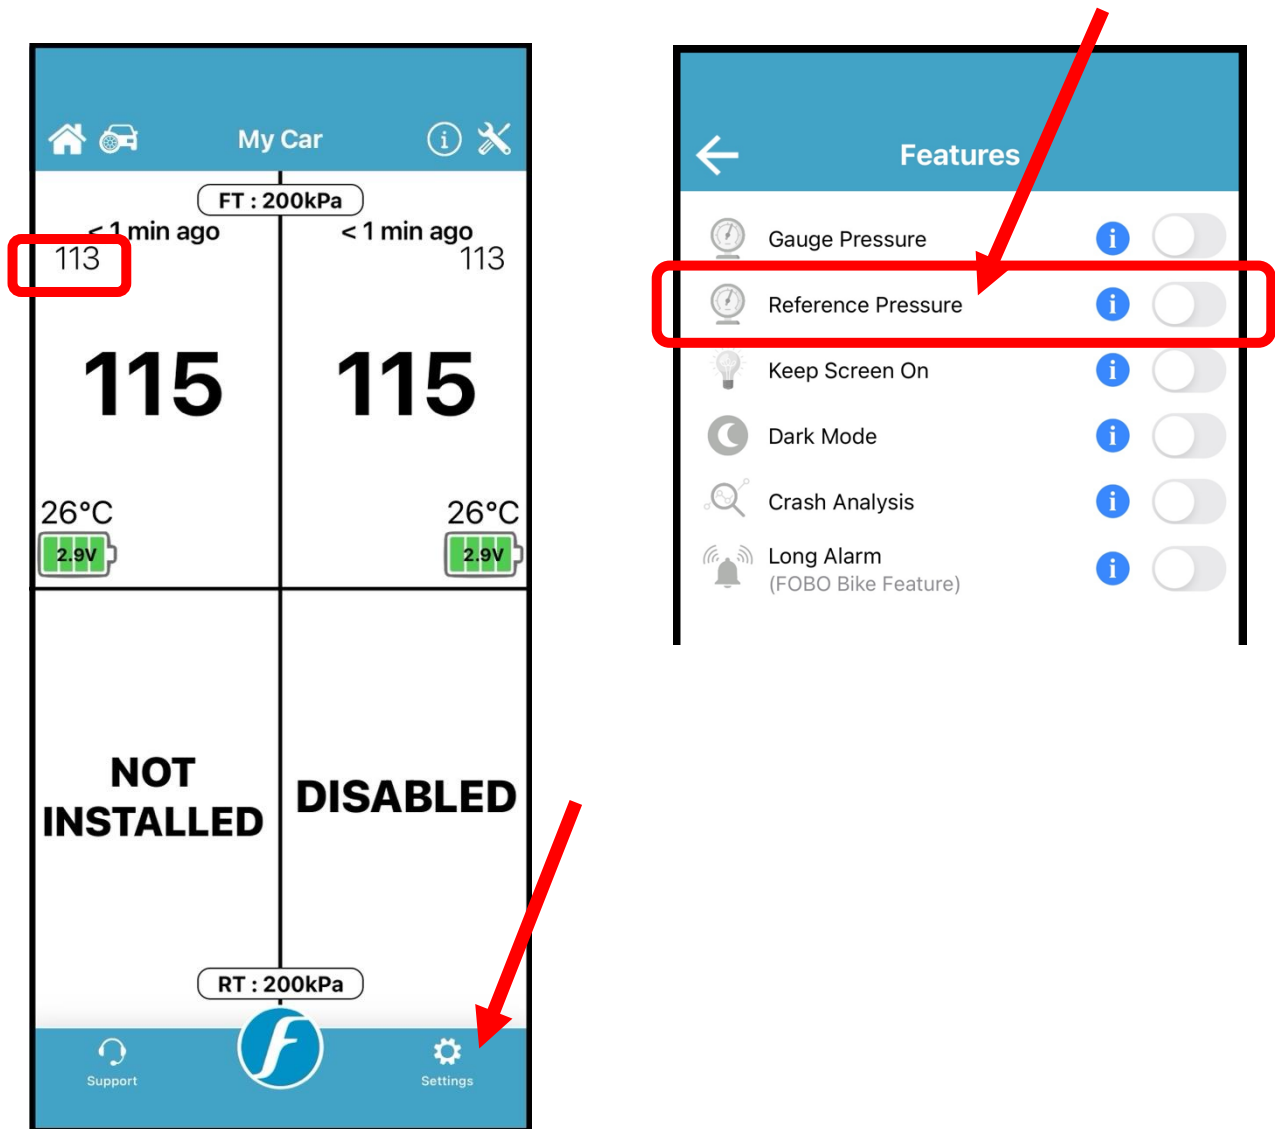 My Car
i
FT : 200kPa
< 1 min ago
< 1 min ago
113
113
115
115
26°C
26°C
2.9V
2.9V
NOT
INSTALLED
DISABLED
RT : 200kPa
f
Support
Settings
Features
Gauge Pressure
i
Reference Pressure
i
Keep Screen On
i
Dark Mode
i
Crash Analysis
i
Long Alarm
(FOBO Bike Feature)
i